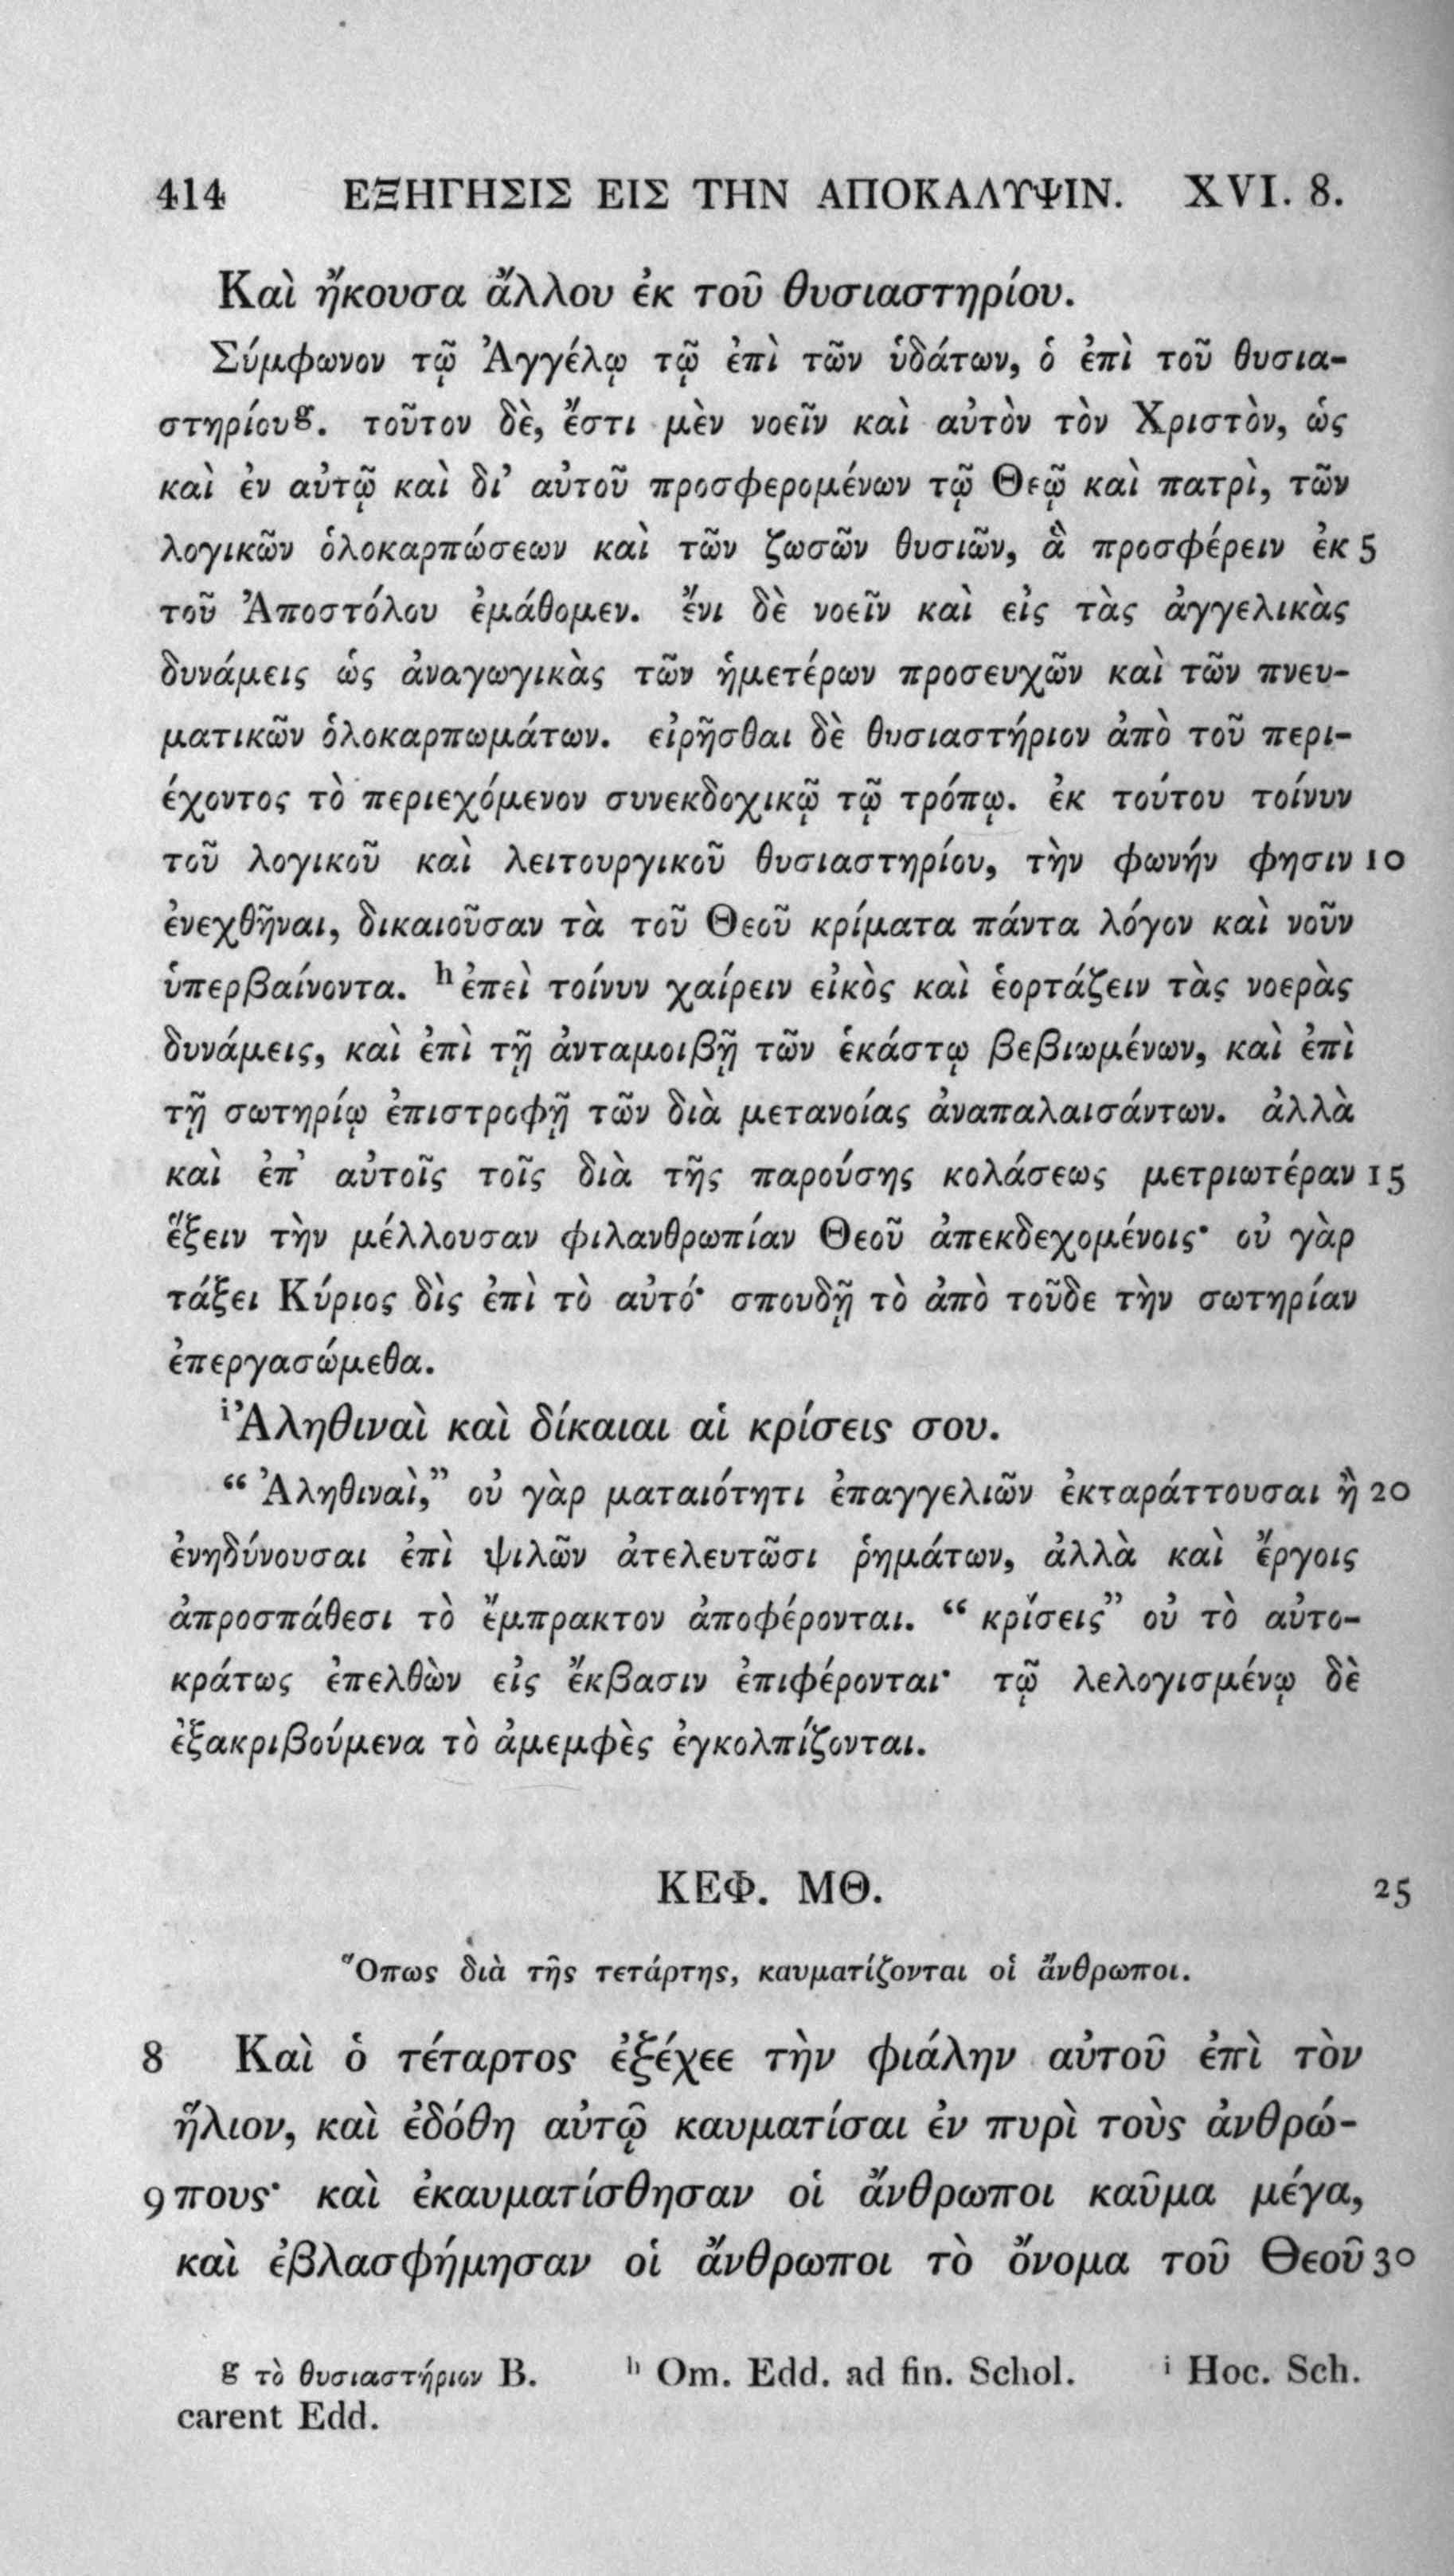 414 ΕΞΗΓΗΣΙΣ ΕΙΣ ΤΗΝ ΑΠΟΚΑΛΥΨΙΝ. XVI. 8.
Καὶ ἤκουσα ἄλλου ἐκ τοῦ θυσιαστηρίου.
Σύμφωνον τῷ Ἀγγέλῳ τῷ ἐπὶ τῶν ὑδάτων, ὁ ἐπὶ τοῦ θυσια-
στηρίουg. τοῦτον δὲ, ἔστι μὲν νοεῖν καὶ αὐτὸν τὸν Χριστὸν, ὡς
καὶ ἐν αὐτῷ καὶ δι’ αὐτοῦ προσφερομένων τῷ Θεῷ καὶ πατρὶ, τῶν
λογικῶν ὁλοκαρπώσεων καὶ τῶν ζωσῶν θυσιῶν, ἃ προσφέρειν ἐκ 5
τοῦ Ἀποστόλου ἐμάθομεν. ἔνι δὲ νοεῖν καὶ εἰς τὰς ἀγγελικὰς
δυνάμεις ὡς ἀναγωγικὰς τῶν ἡμετέρων προσευχῶν καὶ τῶν πνευ-
ματικῶν ὁλοκαρπωμάτων. εἰρῆσθαι δὲ θυσιαστήριον ἀπὸ τοῦ περι-
έχοντος τὸ περιεχόμενον συνεκδοχικῷ τῷ τρόπῳ. ἐκ τούτου τοίνυν
τοῦ λογικοῦ καὶ λειτουργικοῦ θυσιαστηρίου, τὴν φωνήν φησιν 10
ἐνεχθῆναι, δικαιοῦσαν τὰ τοῦ Θεοῦ κρίματα πάντα λόγον καὶ νοῦν
ὑπερβαίνοντα. h ἐπεὶ τοίνυν χαίρειν εἰκὸς καὶ ἑορτάζειν τὰς νοερὰς
δυνάμεις, καὶ ἐπὶ τῇ ἀνταμοιβῇ τῶν ἑκάστῳ βεβιωμένων, καὶ ἐπὶ
τῇ σωτηρίῳ ἐπιστροφῇ τῶν διὰ μετανοίας ἀναπαλαισάντων. ἀλλὰ
καὶ ἐπ’ αὐτοῖς τοῖς διὰ τῆς παρούσης κολάσεως μετριωτέραν 15
ἕξειν τὴν μέλλουσαν φιλανθρωπίαν Θεοῦ ἀπεκδεχομένοις· οὐ γὰρ
τάξει Κύριος δὶς ἐπὶ τὸ αὐτό· σπουδῇ τὸ ἀπὸ τοῦδε τὴν σωτηρίαν
ἐπεργασώμεθα.
i Ἀληθιναὶ καὶ δίκαιαι αἱ κρίσεις σου.
“ Ἀληθιναὶ,” οὐ γὰρ ματαιότητι ἐπαγγελιῶν ἐκταράττουσαι ἢ 20
ἐνηδύνουσαι ἐπὶ ψιλῶν ἀτελευτῶσι ῥημάτων, ἀλλὰ καὶ ἔργοις
ἀπροσπάθεσι τὸ ἔμπρακτον ἀποφέρονται. “ κρίσεις” οὐ τὸ αὐτο-
κράτως ἐπελθὼν εἰς ἔκβασιν ἐπιφέρονται· τῷ λελογισμένῳ δὲ
ἐξακριβούμενα τὸ ἀμεμφὲς ἐγκολπίζονται.
ΚΕΦ. ΜΘ. 25
Ὅπως διὰ τῆς τετάρτης, καυματίζονται οἱ ἄνθρωποι.
8 Καὶ ὁ τέταρτος ἐξέχεε τὴν φιάλην αὐτοῦ ἐπὶ τὸν
ἥλιον, καὶ ἐδόθη αὐτῷ καυματίσαι ἐν πυρὶ τοὺς ἀνθρώ-
9 πους· καὶ ἐκαυματίσθησαν οἱ ἄνθρωποι καῦμα μέγα,
καὶ ἐβλασφήμησαν οἱ ἄνθρωποι τὸ ὄνομα τοῦ Θεοῦ 30
g τὸ θυσιαστήριον B. h Om. Edd. ad fin. Schol. i Hoc. Sch.
carent Edd.